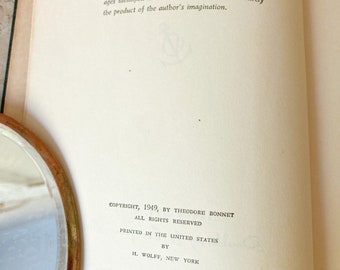 the product of the author's imagination.
COPYRIGHT, 1949, BY THEODORE BONNET
ALL RIGHTS RESERVED
PRINTED IN THE UNITED STATES
BY
H. WOLFF, NEW YORK